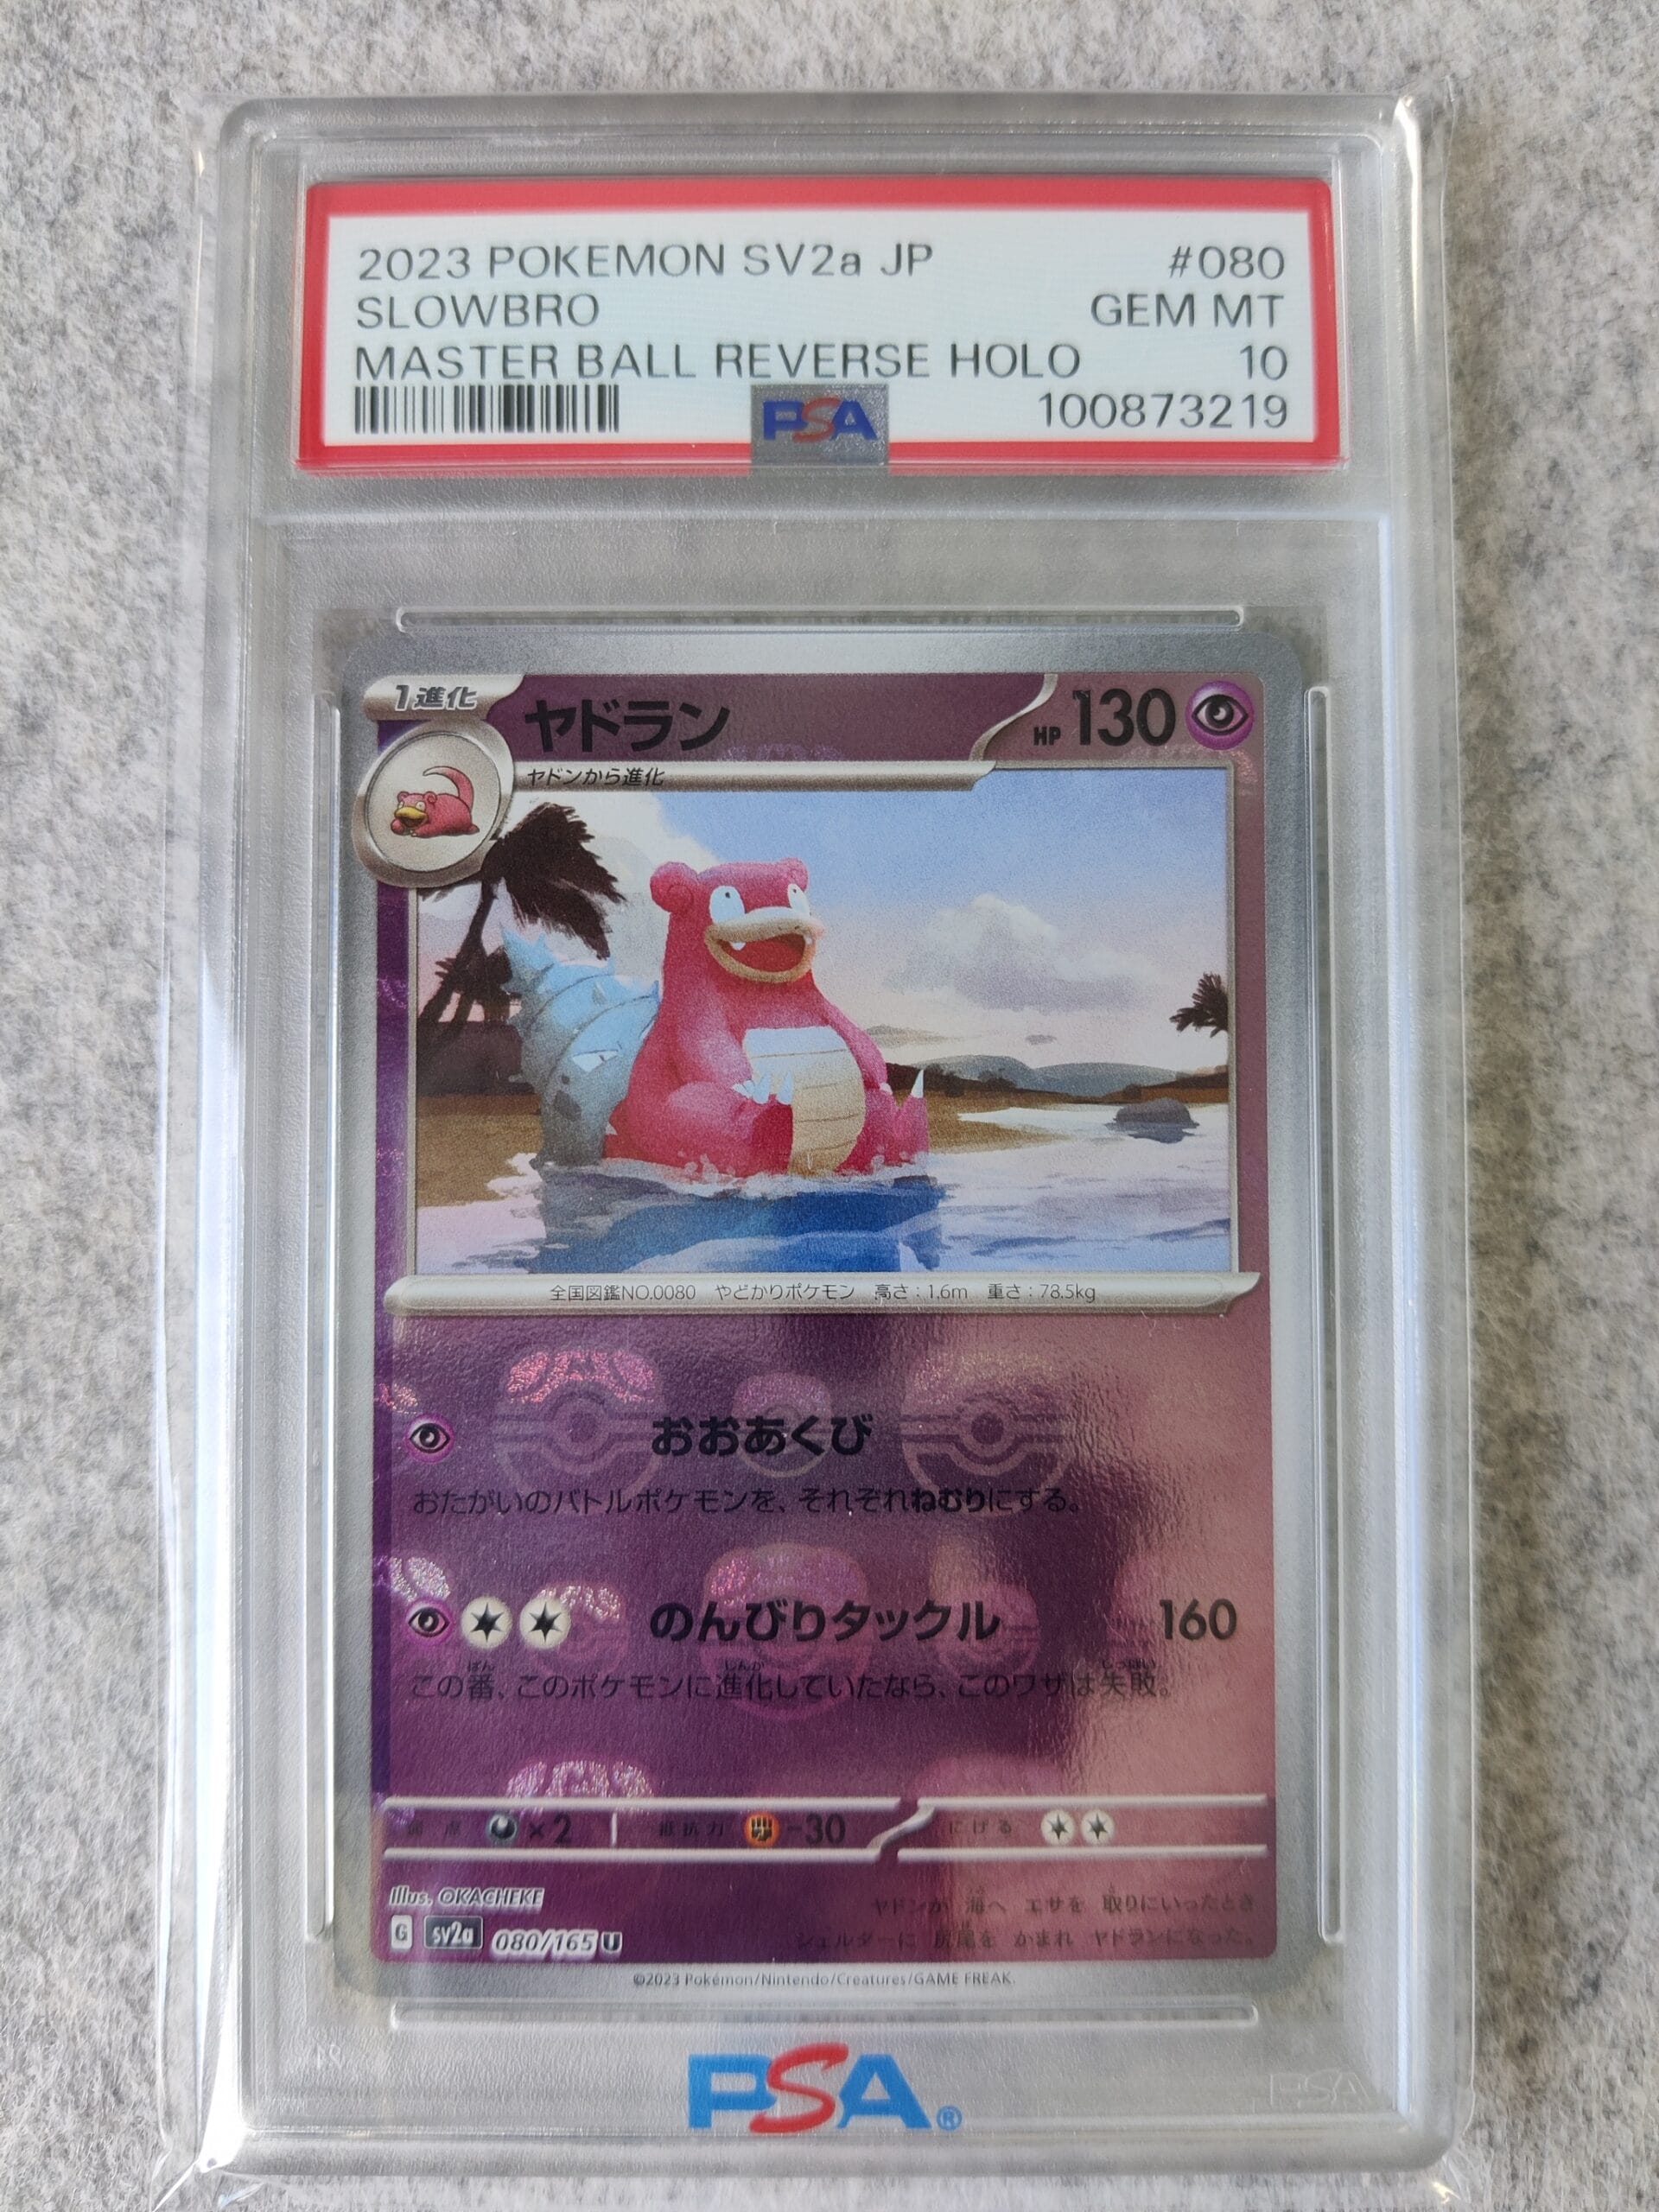 2023 POKEMON SV2a JP #080
SLOWBRO GEM MT
MASTER BALL REVERSE HOLO 10
PSA 100873219
1進化 ヤドラン HP 130
ヤドンから進化
全国図鑑NO.0080 やどかりポケモン 高さ：1.6m 重さ：78.5kg
おおあくび
おたがいのバトルポケモンを、それぞれねむりにする。
のんびりタックル 160
この番、このポケモンに進化していたなら、このワザは失敗。
弱点 ×2 抵抗力 -30 にげる
Illus. OKACHEKE
ヤドンが 海へ エサを 取りにいったとき
G sv2a 080/165 U シェルダーに 尻尾を かまれ ヤドランになった。
©2023 Pokémon/Nintendo/Creatures/GAME FREAK.
PSA®
PSA